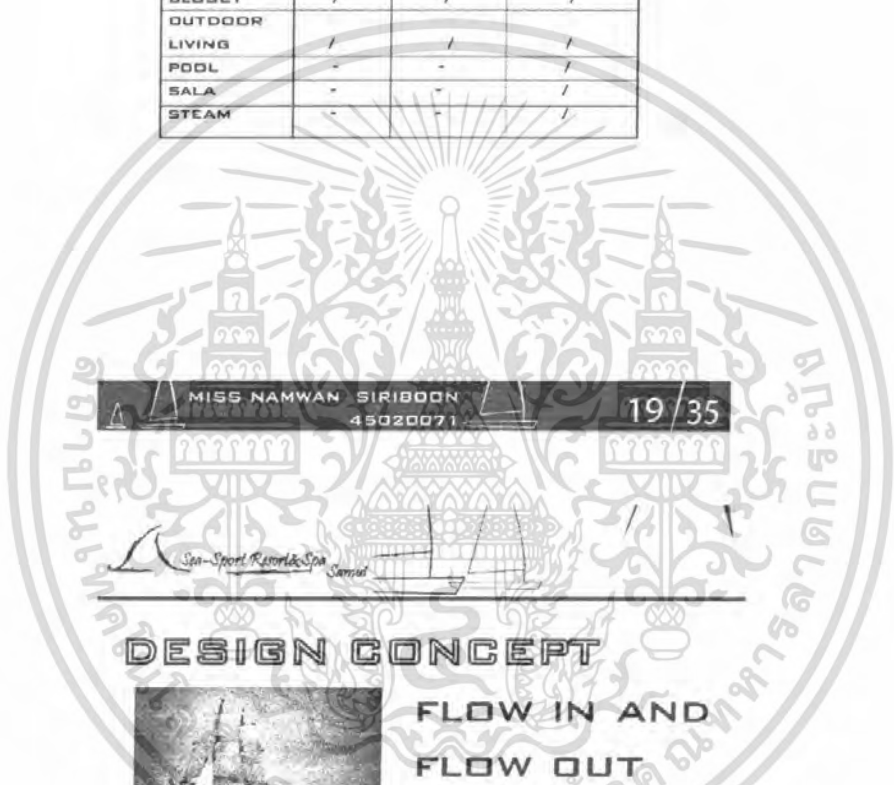 OUTDOOR
LIVING / / /
POOL - - /
SALA - - /
STEAM - - /
MISS NAMWAN SIRIBOON
45020071
19/35
Sea-Sport Resort&Spa
Samui
DESIGN CONCEPT
FLOW IN AND
FLOW OUT